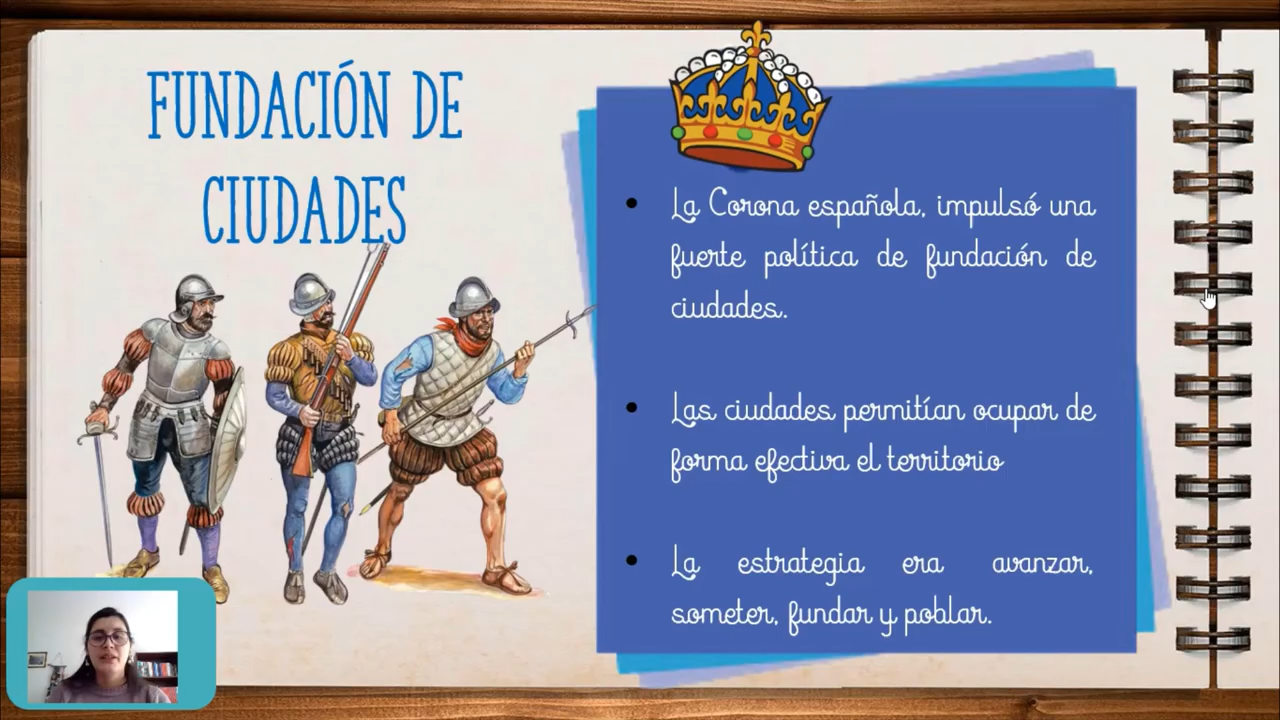 FUNDACIÓN DE
CIUDADES
• La Corona española, impulsó una
fuerte política de fundación de
ciudades.
• Las ciudades permitían ocupar de
forma efectiva el territorio
• La estrategia era avanzar,
someter, fundar y poblar.